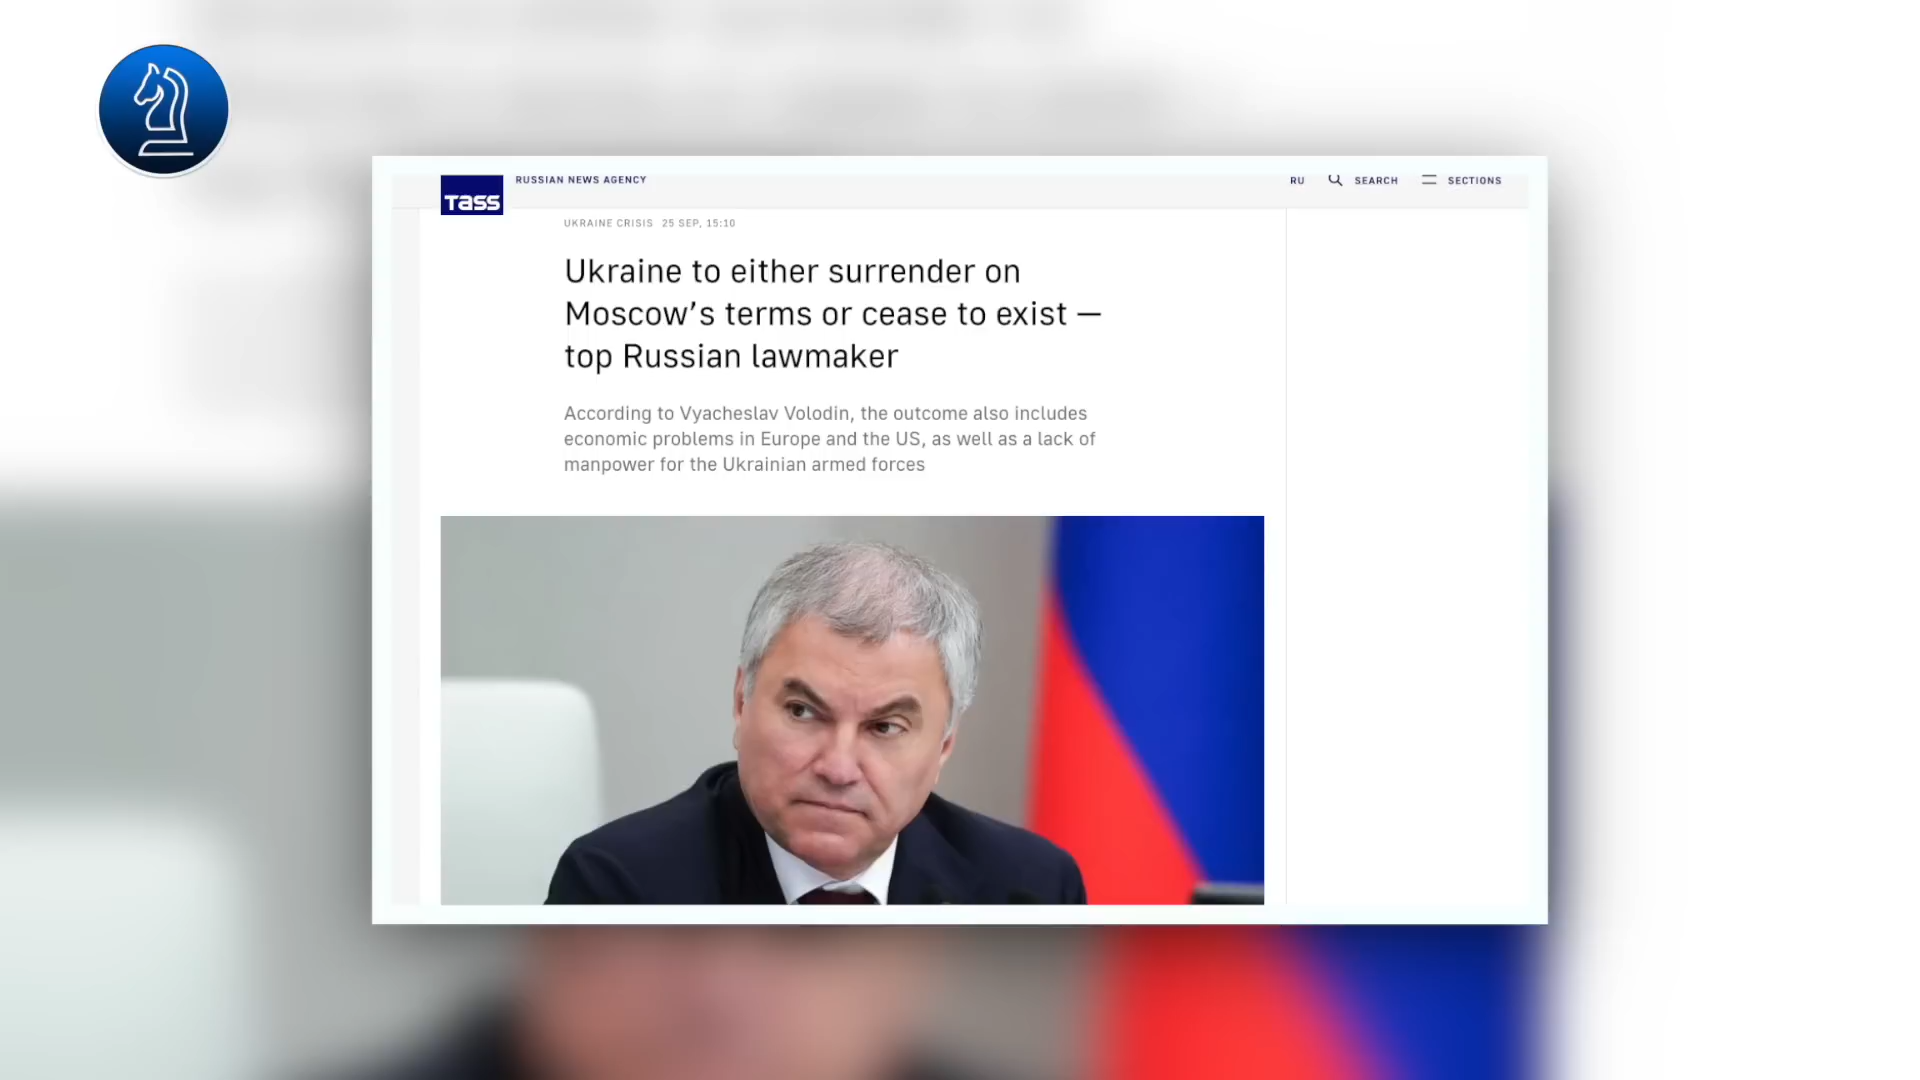 TASS
RUSSIAN NEWS AGENCY
RU
SEARCH
SECTIONS
UKRAINE CRISIS 25 SEP, 15:10
Ukraine to either surrender on
Moscow’s terms or cease to exist —
top Russian lawmaker
According to Vyacheslav Volodin, the outcome also includes
economic problems in Europe and the US, as well as a lack of
manpower for the Ukrainian armed forces